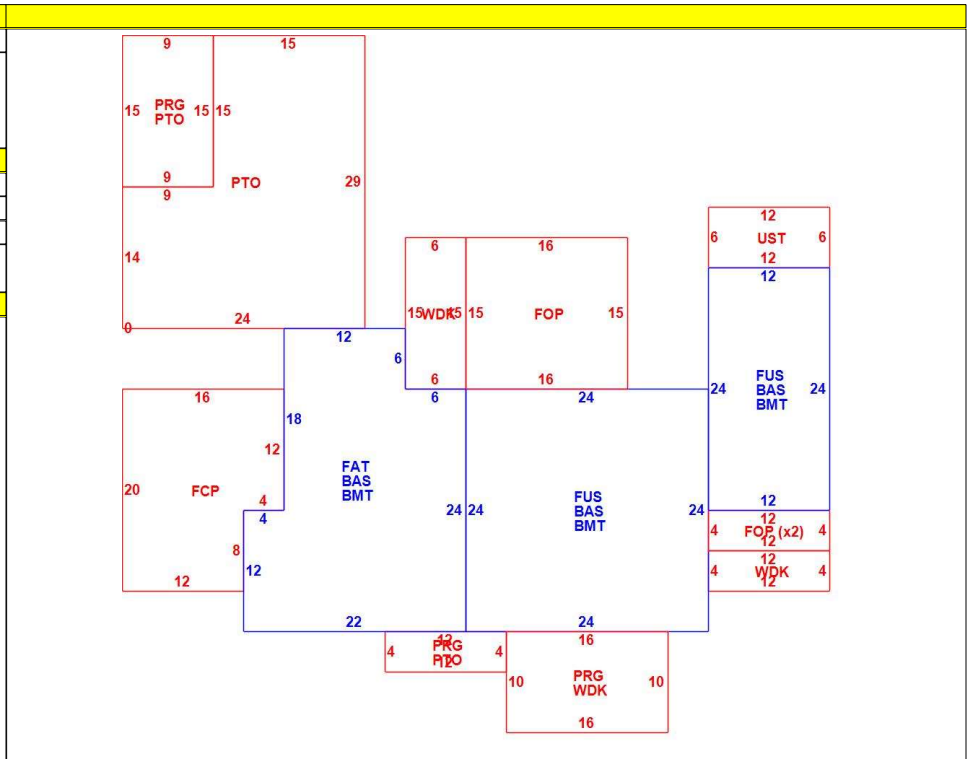 9 15
15 PRG 15 15
PTO
9
9
PTO 29
14
0 24
12
6 UST 6
12
12
6 16
15 WDK 15 15 FOP 15
12
6
6 16
6 24
16
18
12
FUS
24 BAS 24
BMT
20 FCP
4
4
FAT
BAS
BMT
24 24
FUS
BAS
BMT
24
12
12
4 FOP (x2) 4
12
12
4 WDK 4
12
8
12
12
22 24
12 16
4 PRG 4
PTO
12
10 PRG 10
WDK
16